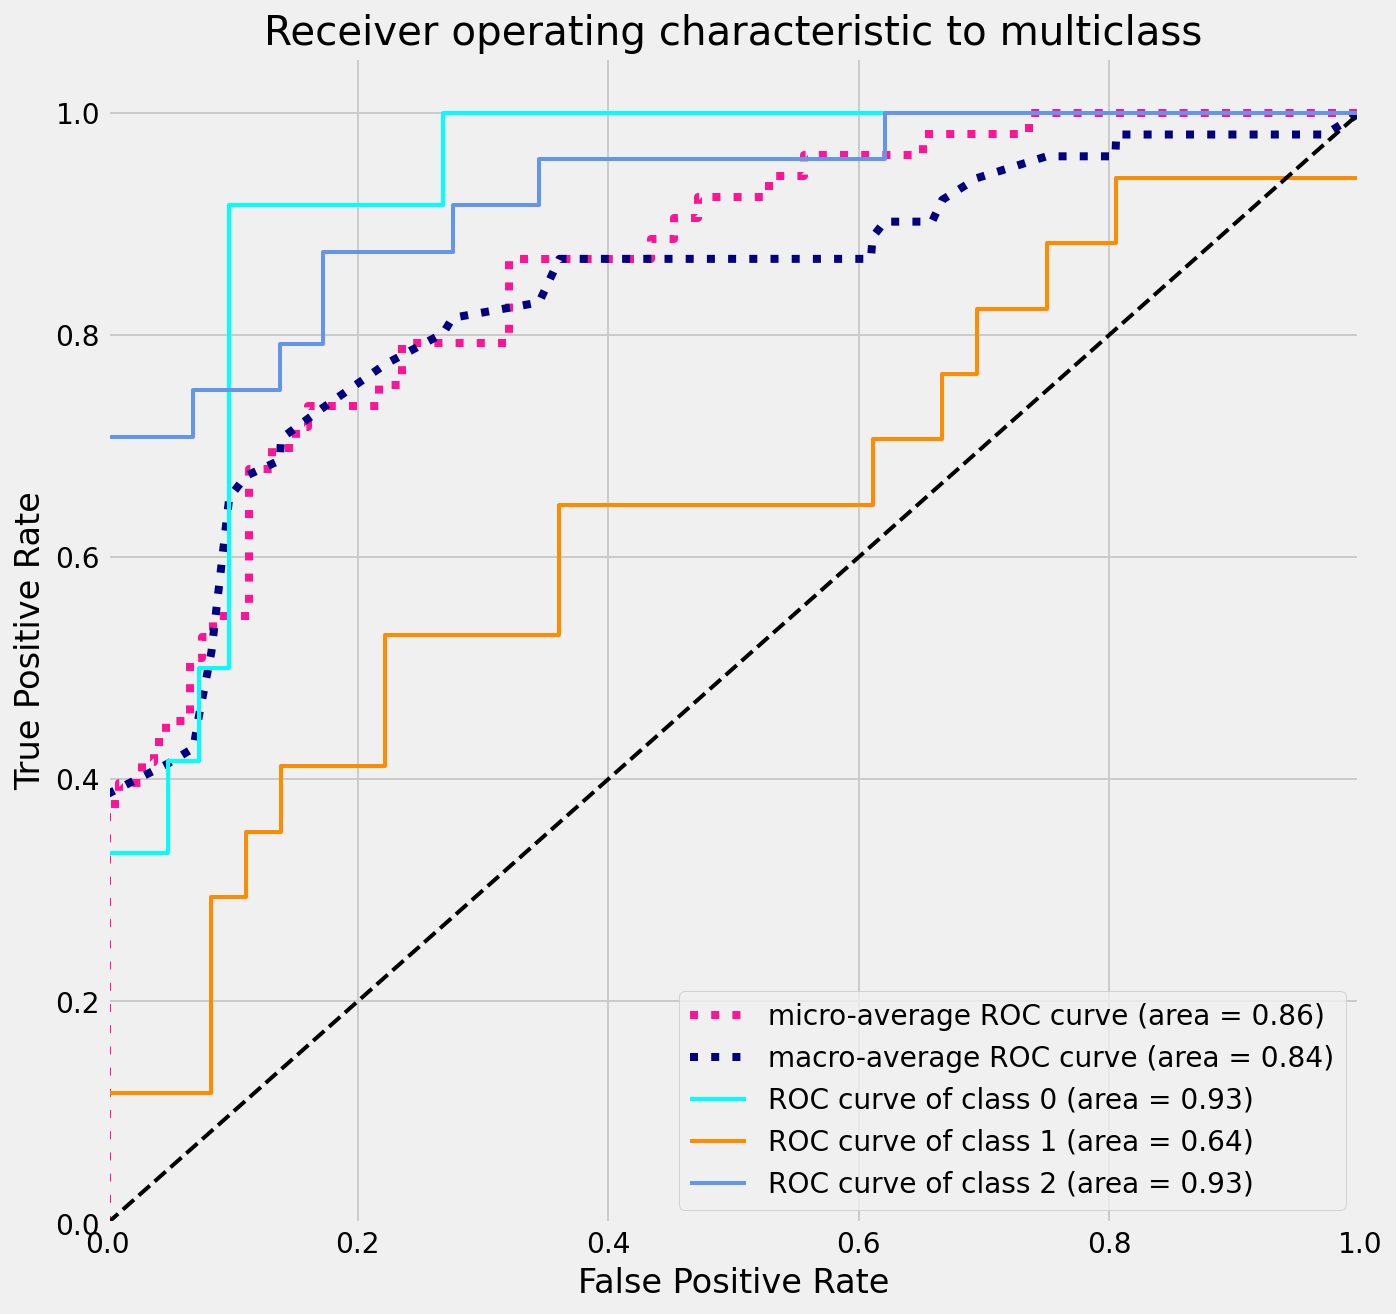 Receiver operating characteristic to multiclass
1.0
0.8
0.6
0.4
0.2
0.0
True Positive Rate
0.0 0.2 0.4 0.6 0.8 1.0
False Positive Rate
micro-average ROC curve (area = 0.86)
macro-average ROC curve (area = 0.84)
ROC curve of class 0 (area = 0.93)
ROC curve of class 1 (area = 0.64)
ROC curve of class 2 (area = 0.93)